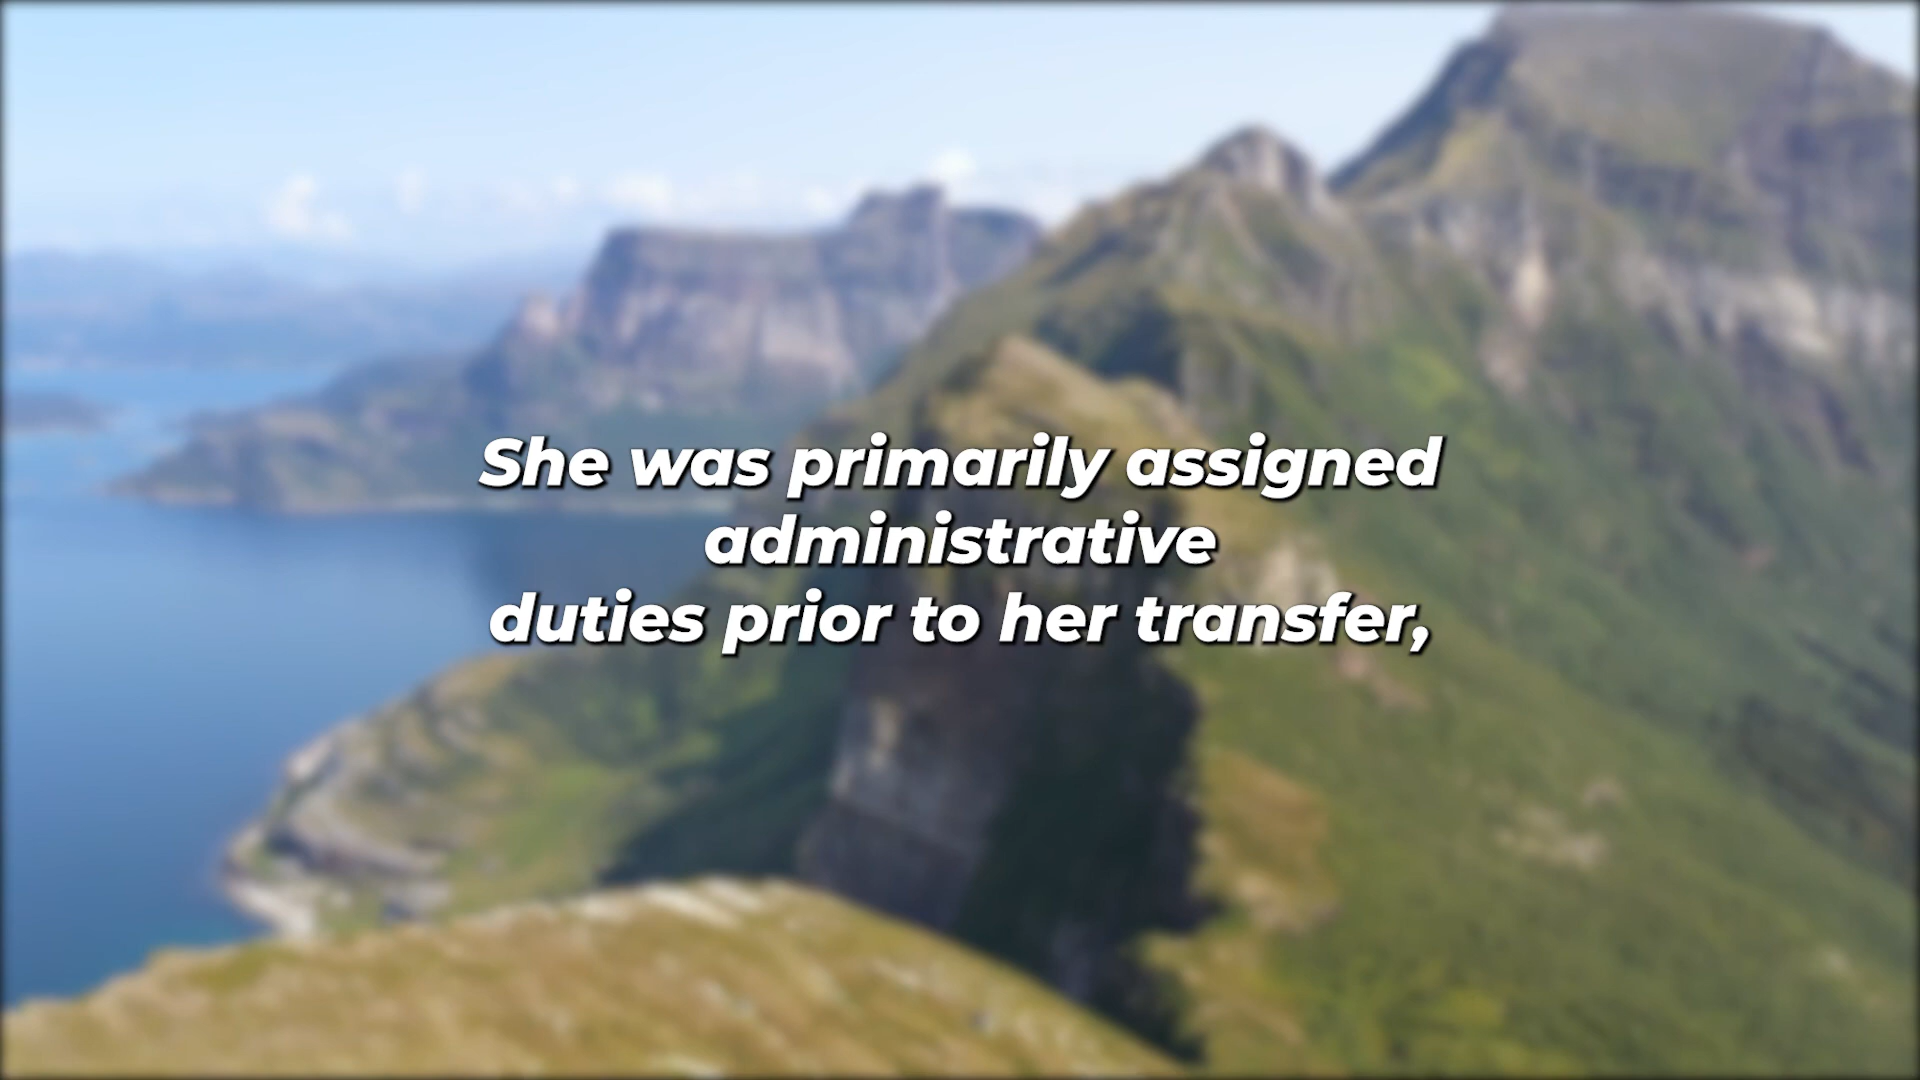 She was primarily assigned
administrative
duties prior to her transfer,